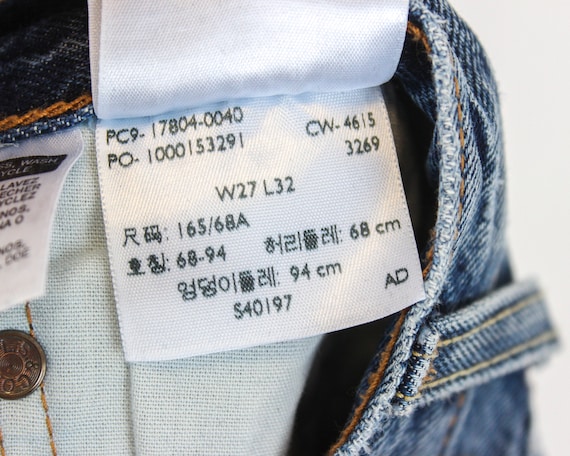 PC9- 17804-0040
PO- 1000153291
CW- 4615
3269
W27 L32
尺码: 165/68A
호칭: 68-94 허리둘레: 68 cm
엉덩이둘레: 94 cm
S40197
AD
WASH